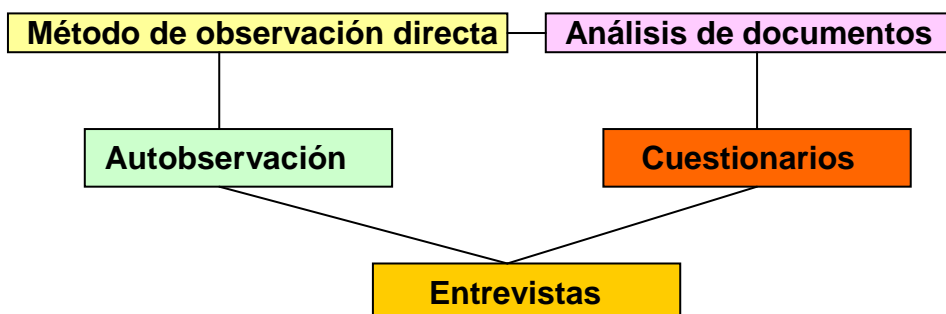 Método de observación directa
Análisis de documentos
Autobservación
Cuestionarios
Entrevistas